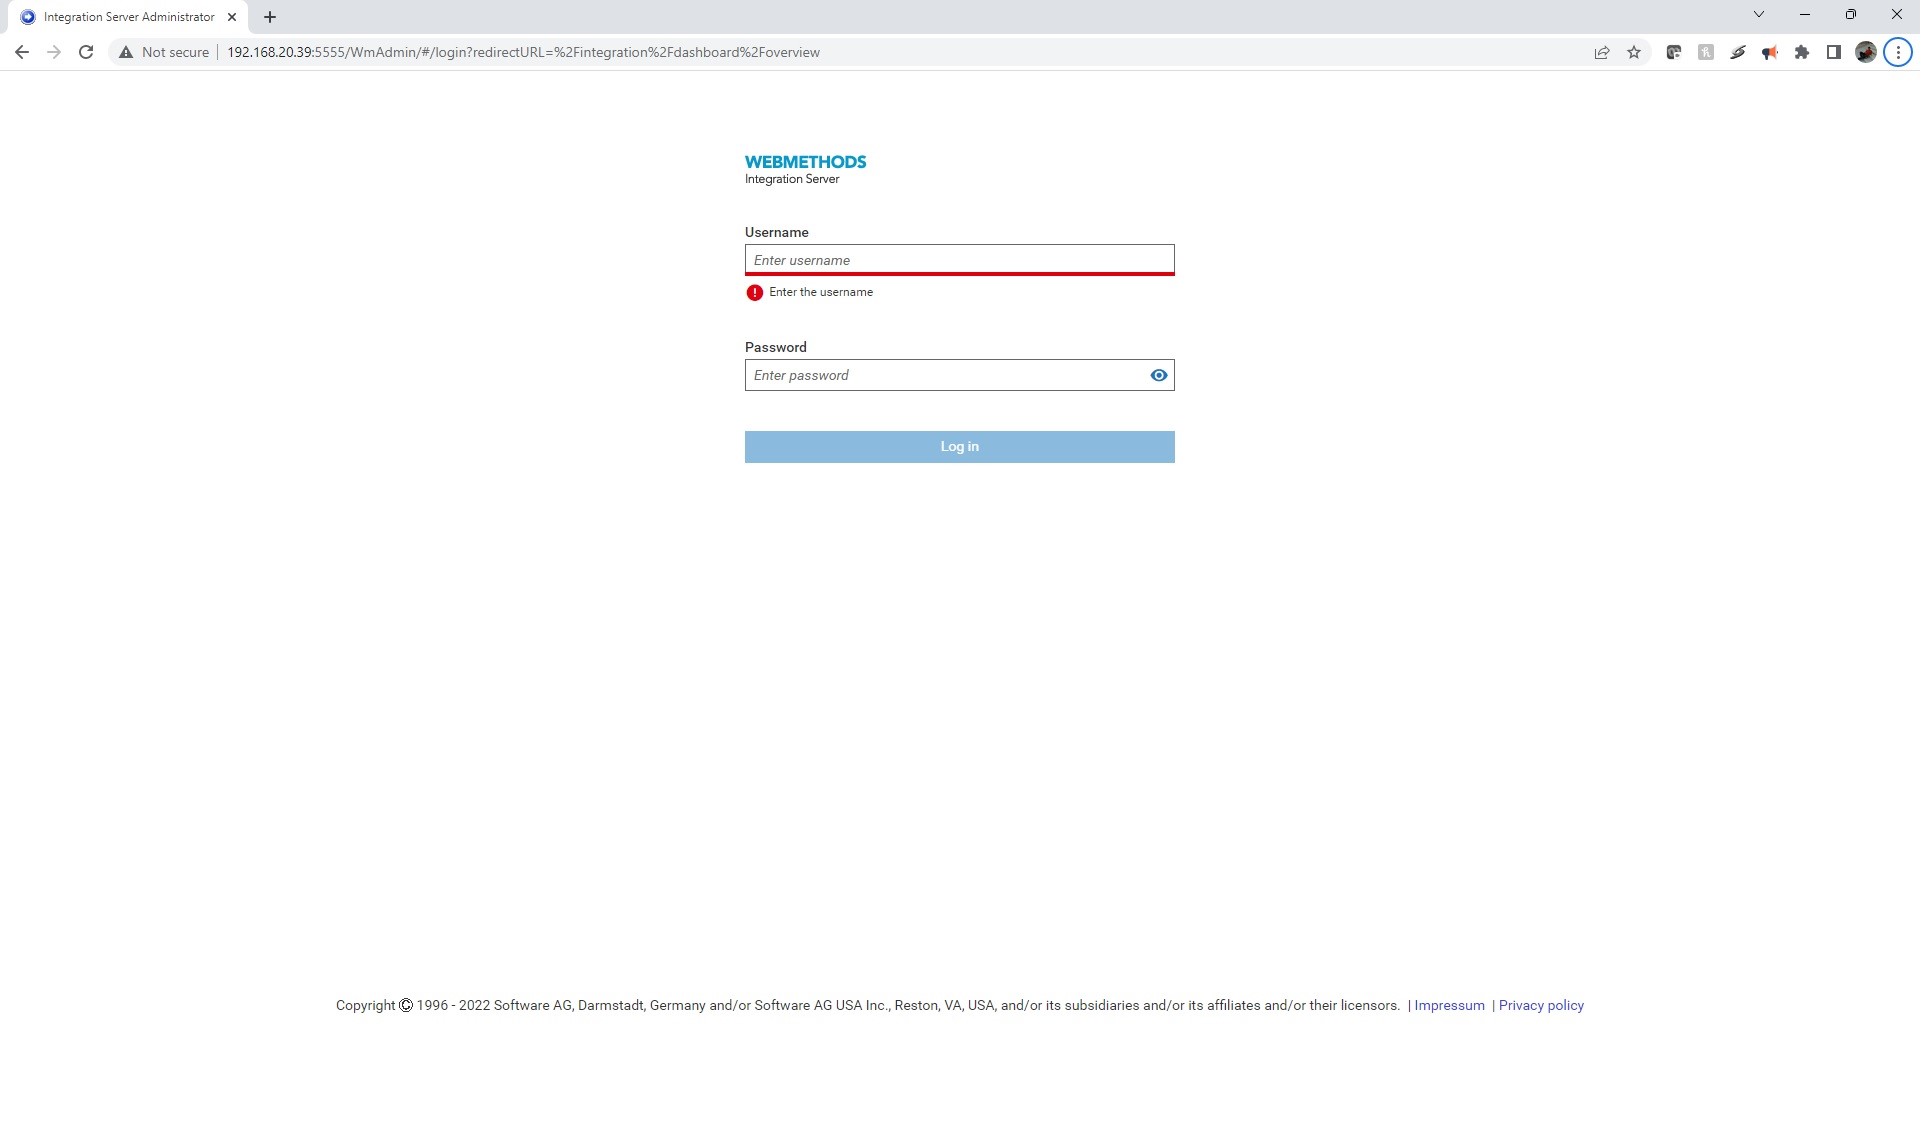 Integration Server Administrator
Not secure
192.168.20.39:5555/WmAdmin/#/login?redirectURL=%2Fintegration%2Fdashboard%2Foverview
WEBMETHODS
Integration Server
Username
Enter username
Enter the username
Password
Enter password
Log in
Copyright © 1996 - 2022 Software AG, Darmstadt, Germany and/or Software AG USA Inc., Reston, VA, USA, and/or its subsidiaries and/or its affiliates and/or their licensors. | Impressum | Privacy policy